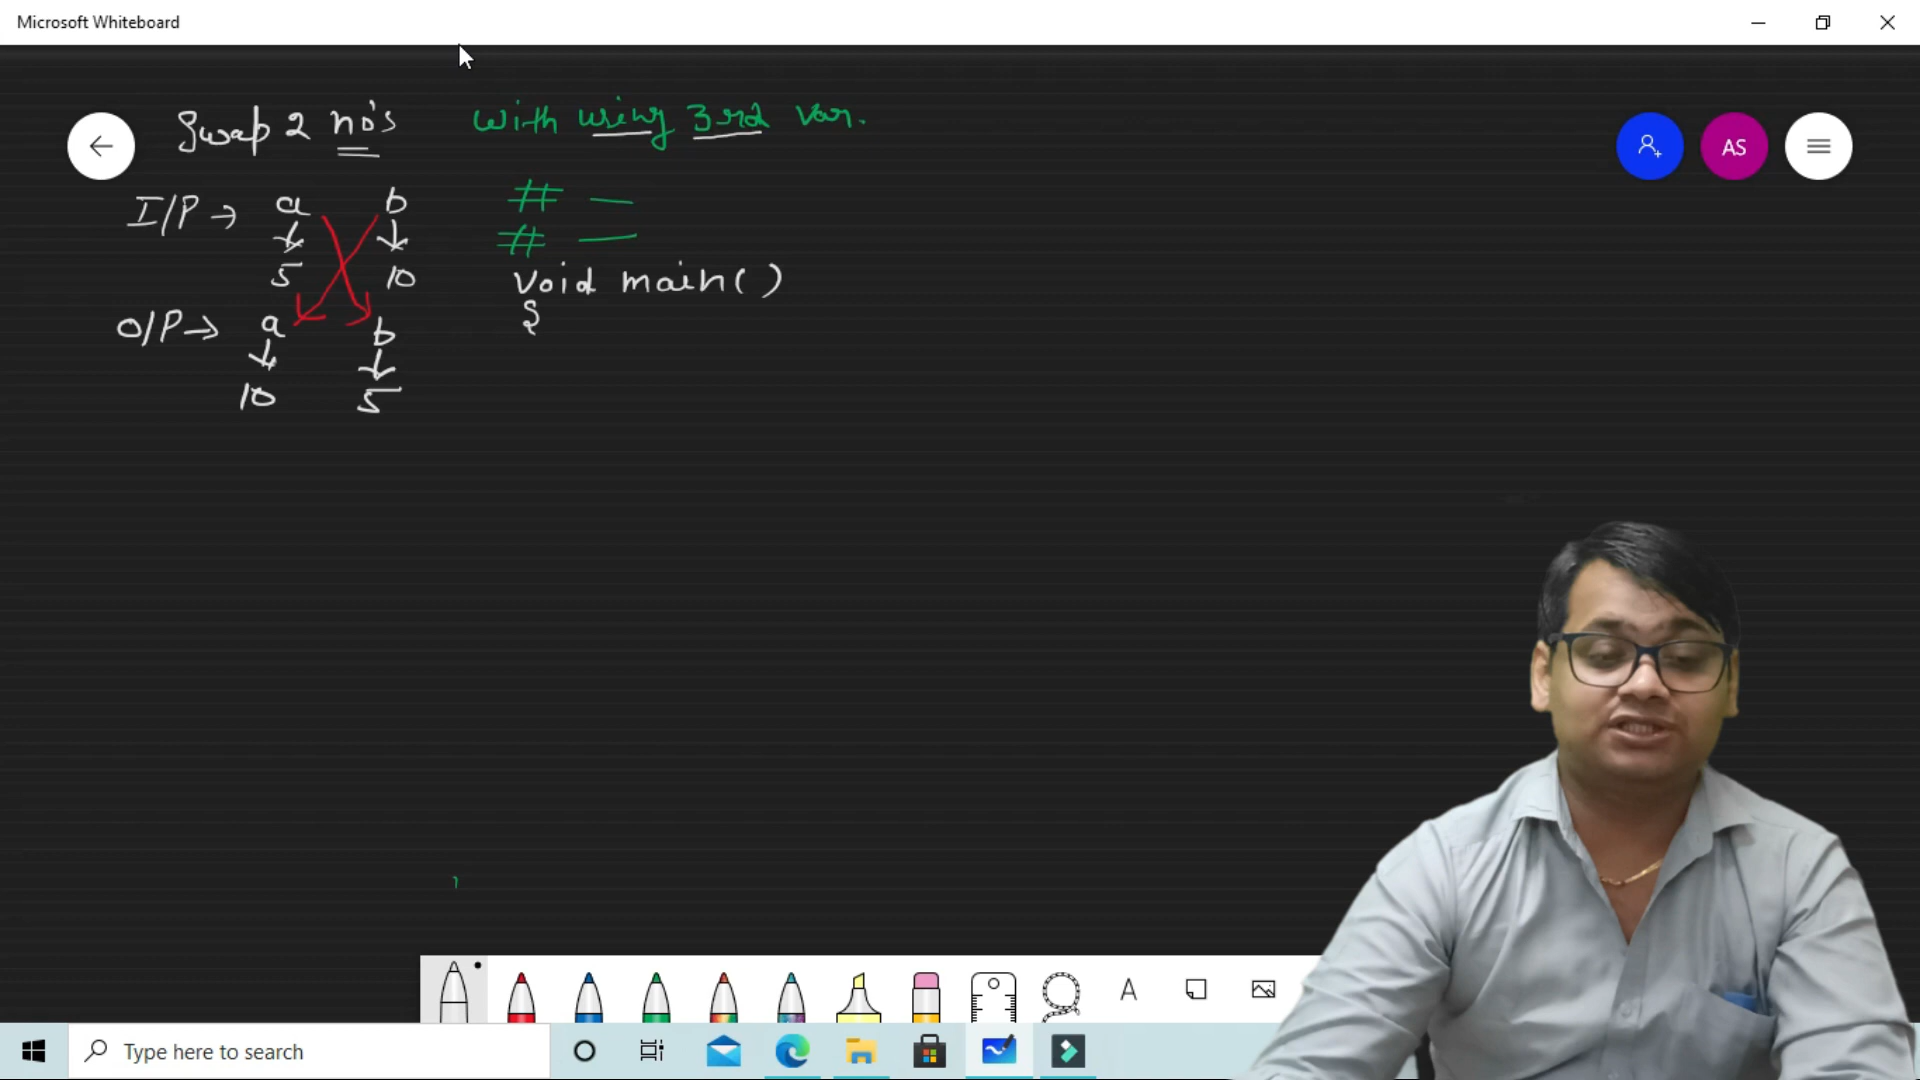 Microsoft Whiteboard
Swap 2 no's with using 3rd var.
AS
I/P → a b
5 10
O/P → a b
10 5
# —
# —
void main()
{
A
Type here to search